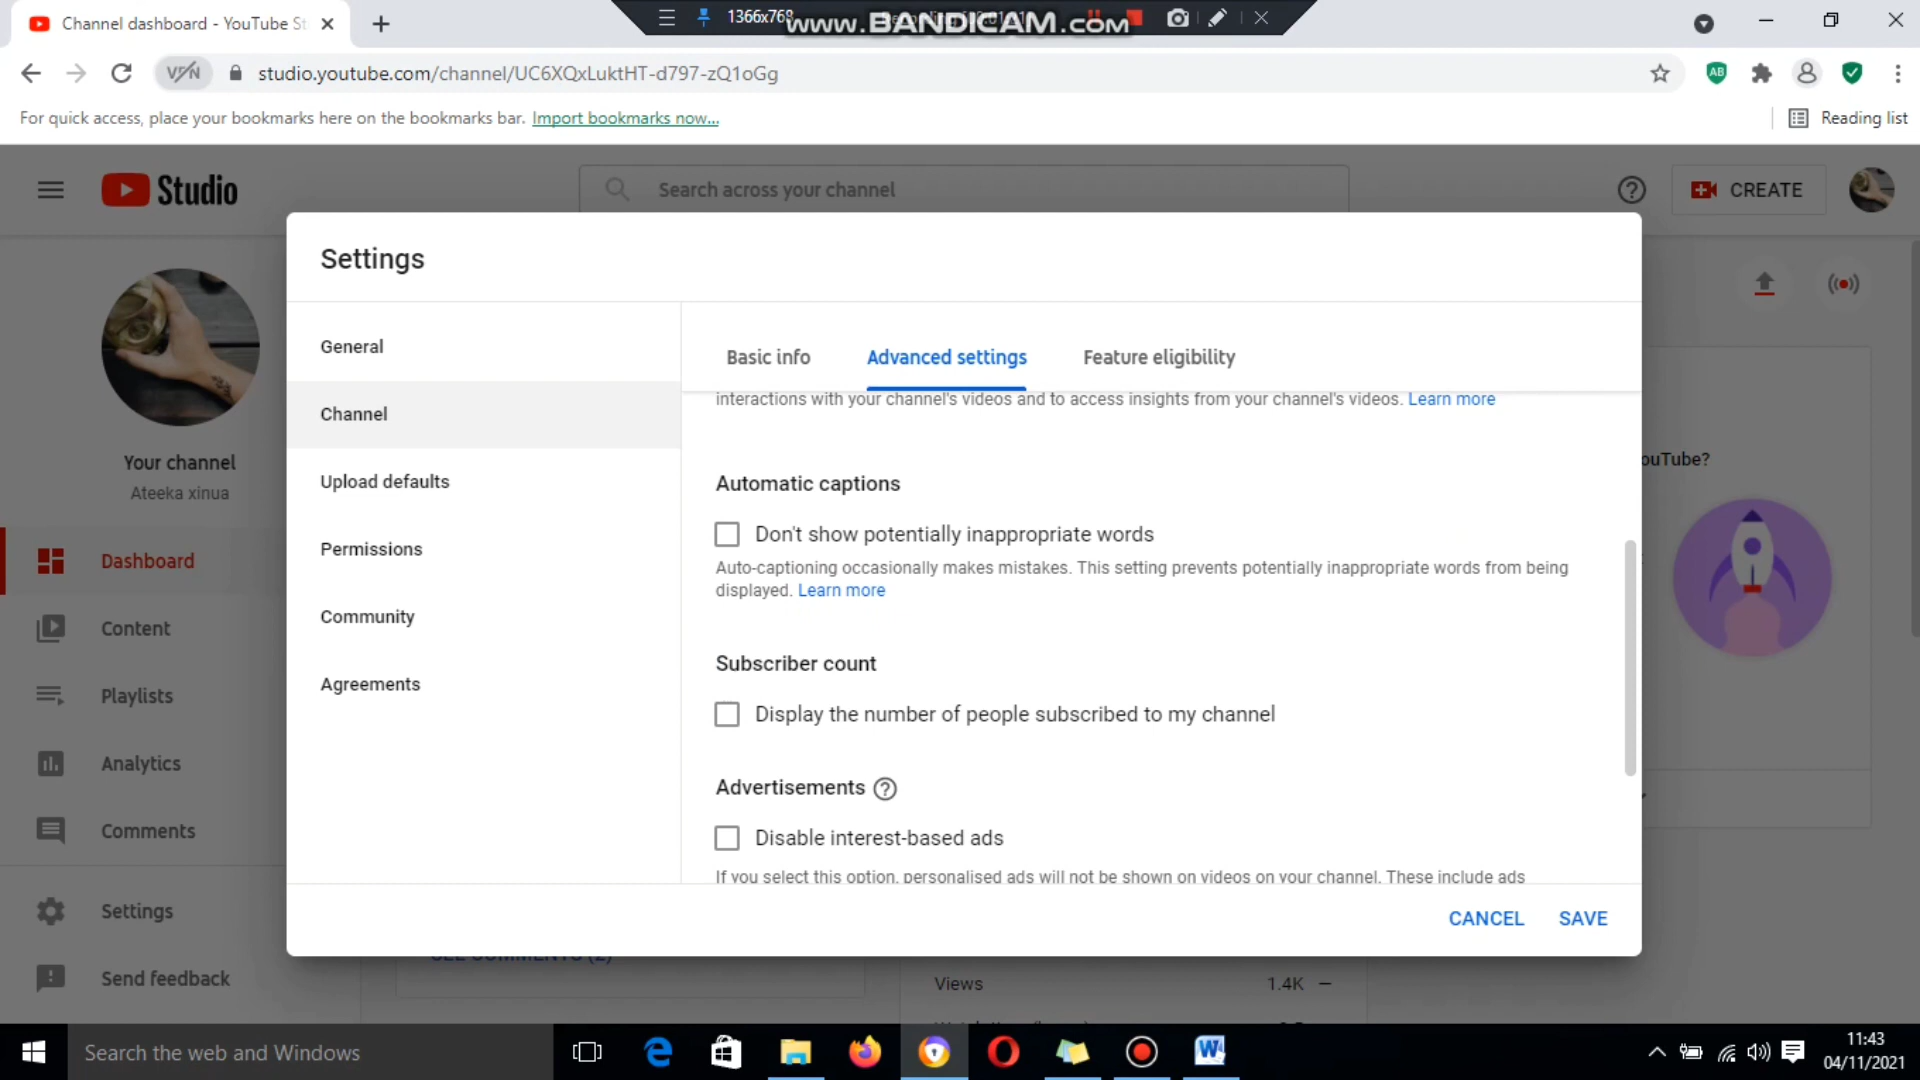 Channel dashboard - YouTube St
1366x768
www.BANDICAM.com
VPN
studio.youtube.com/channel/UC6XQxLuktHT-d797-zQ1oGg
AB
For quick access, place your bookmarks here on the bookmarks bar. Import bookmarks now...
Reading list
Studio
Search across your channel
CREATE
Settings
General
Basic info
Advanced settings
Feature eligibility
interactions with your channel's videos and to access insights from your channel's videos. Learn more
Channel
Upload defaults
Permissions
Community
Agreements
Automatic captions
Don't show potentially inappropriate words
Auto-captioning occasionally makes mistakes. This setting prevents potentially inappropriate words from being
displayed. Learn more
Subscriber count
Display the number of people subscribed to my channel
Advertisements
Disable interest-based ads
If you select this option, personalised ads will not be shown on videos on your channel. These include ads
CANCEL
SAVE
Your channel
Ateeka xinua
Dashboard
Content
Playlists
Analytics
Comments
Settings
Send feedback
ouTube?
SEE COMMENTS (2)
Views
1.4K —
Search the web and Windows
11:43
04/11/2021